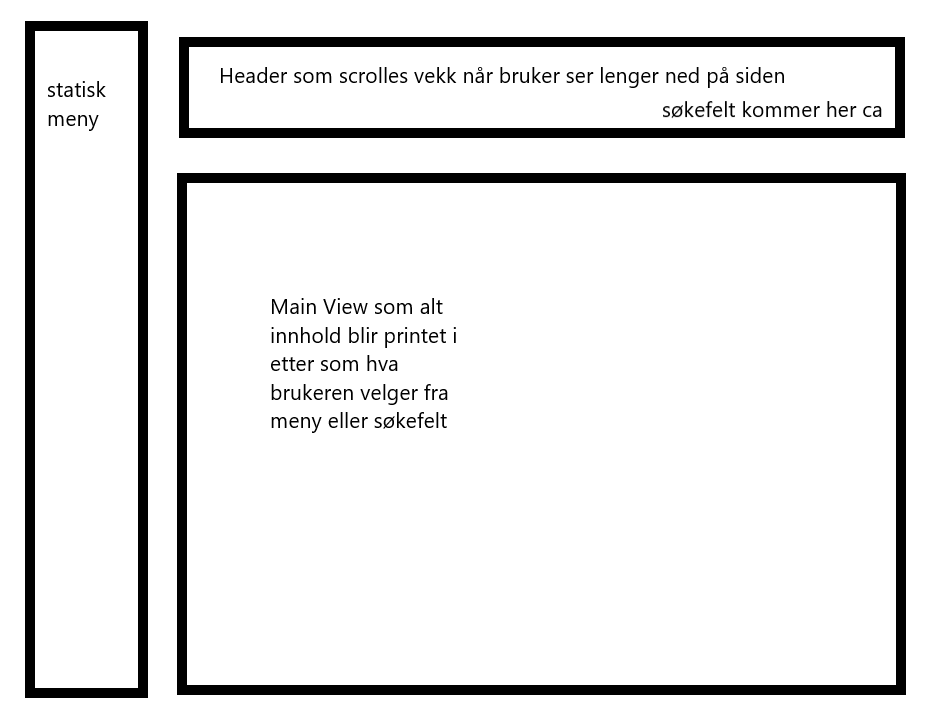 statisk
meny
Header som scrolles vekk når bruker ser lenger ned på siden
søkefelt kommer her ca
Main View som alt
innhold blir printet i
etter som hva
brukeren velger fra
meny eller søkefelt